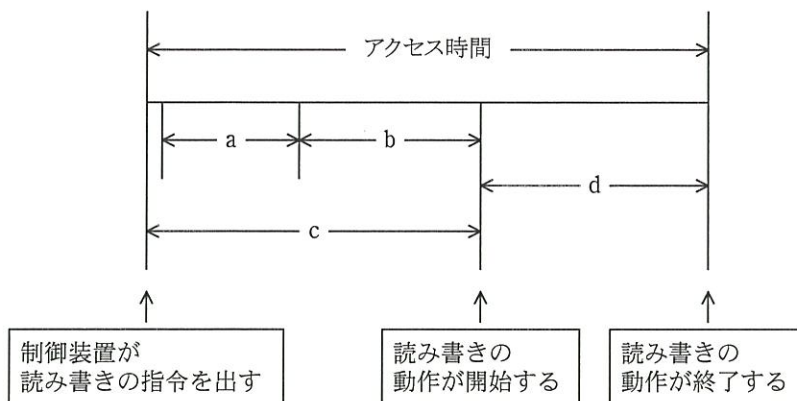 アクセス時間
a
b
d
c
制御装置が
読み書きの指令を出す
読み書きの
動作が開始する
読み書きの
動作が終了する